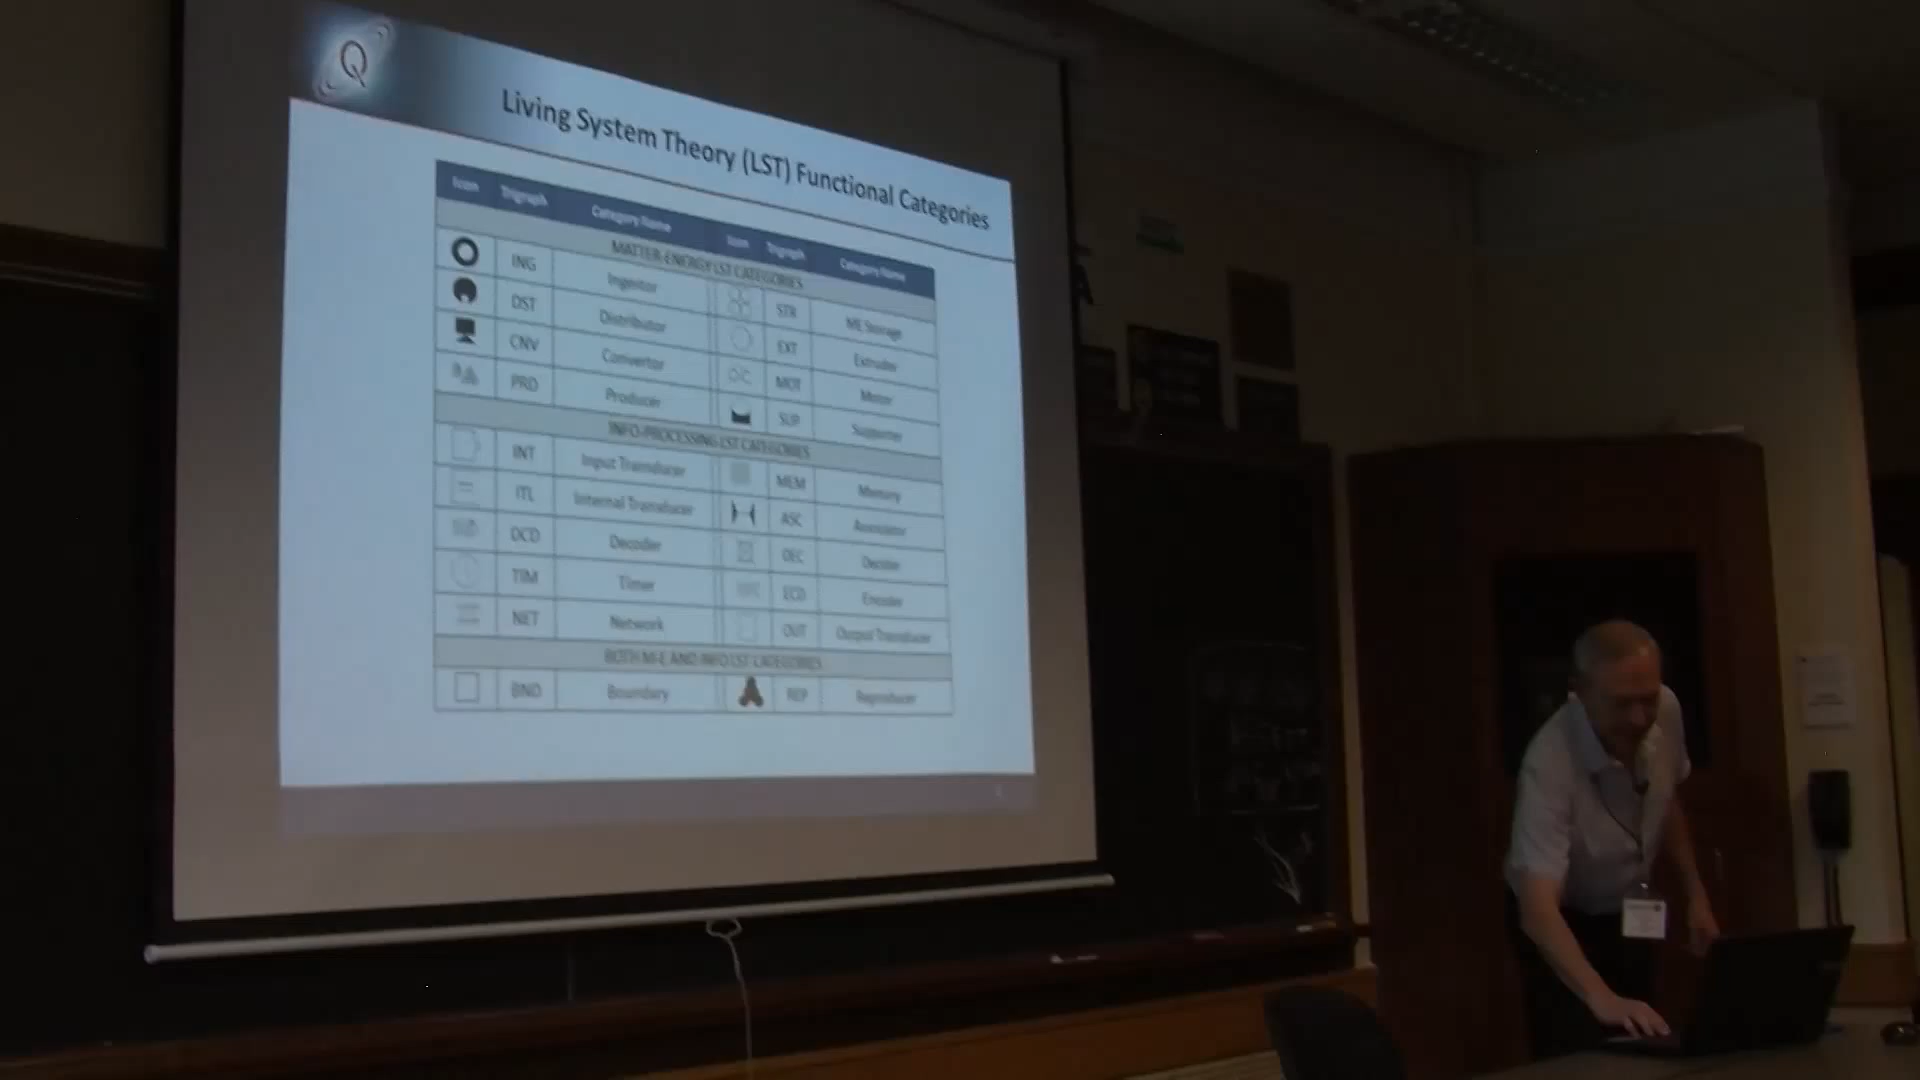 Q
Living System Theory (LST) Functional Categories
Icon Trigraph Category Name Icon Trigraph Category Name
MATTER-ENERGY LST CATEGORIES
ING Ingestor STR ME Storage
DST Distributor EXT Extruder
CNV Convertor MOT Motor
PRD Producer SUP Supporter
INFO-PROCESSING LST CATEGORIES
INT Input Transducer MEM Memory
ITL Internal Transducer ASC Associator
DCD Decoder DEC Decider
TIM Timer ECD Encoder
NET Network OUT Output Transducer
BOTH M-E AND INFO LST CATEGORIES
BND Boundary REP Reproducer